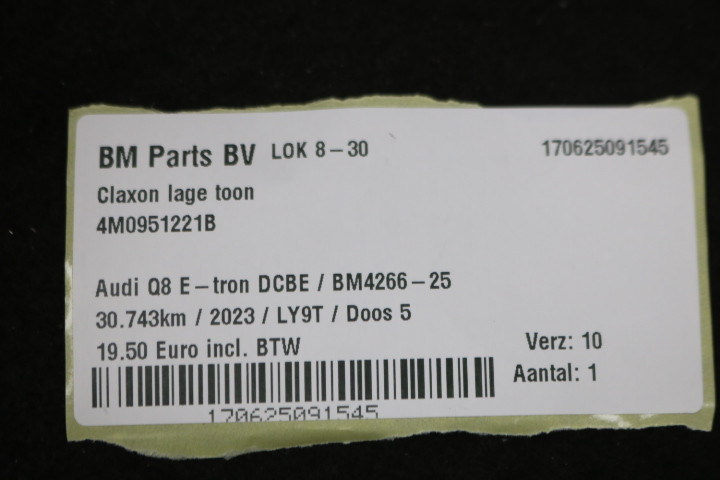 BM Parts BV LOK 8-30 170625091545
Claxon lage toon
4M0951221B
Audi Q8 E-tron DCBE / BM4266-25
30.743km / 2023 / LY9T / Doos 5
19.50 Euro incl. BTW Verz: 10
Aantal: 1
170625091545